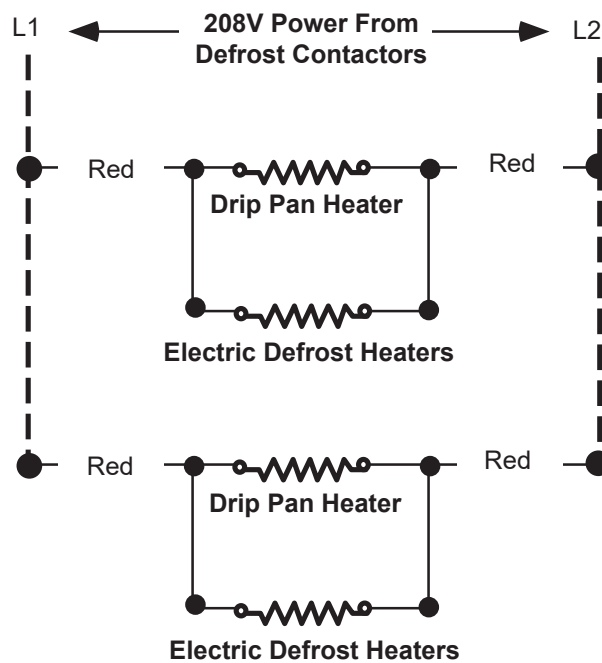 L1
208V Power From
Defrost Contactors
L2
Red
Red
Drip Pan Heater
Electric Defrost Heaters
Red
Red
Drip Pan Heater
Electric Defrost Heaters